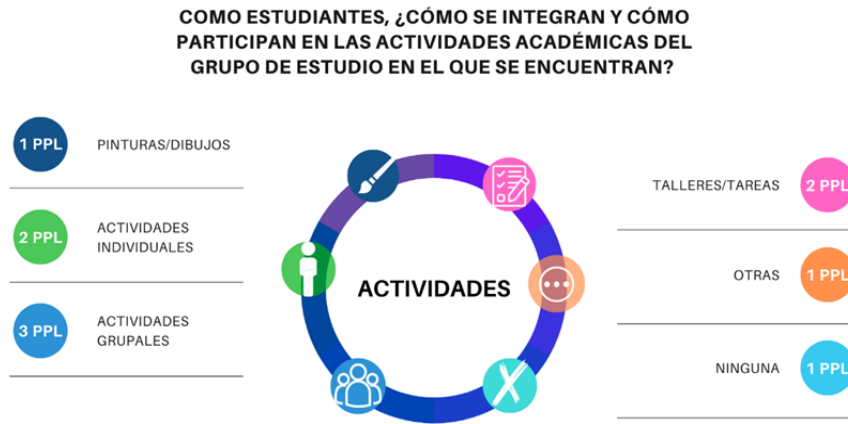 COMO ESTUDIANTES, ¿CÓMO SE INTEGRAN Y CÓMO
PARTICIPAN EN LAS ACTIVIDADES ACADÉMICAS DEL
GRUPO DE ESTUDIO EN EL QUE SE ENCUENTRAN?
1 PPL
PINTURAS/DIBUJOS
2 PPL
ACTIVIDADES
INDIVIDUALES
3 PPL
ACTIVIDADES
GRUPALES
ACTIVIDADES
TALLERES/TAREAS
2 PPL
OTRAS
1 PPL
NINGUNA
1 PPL